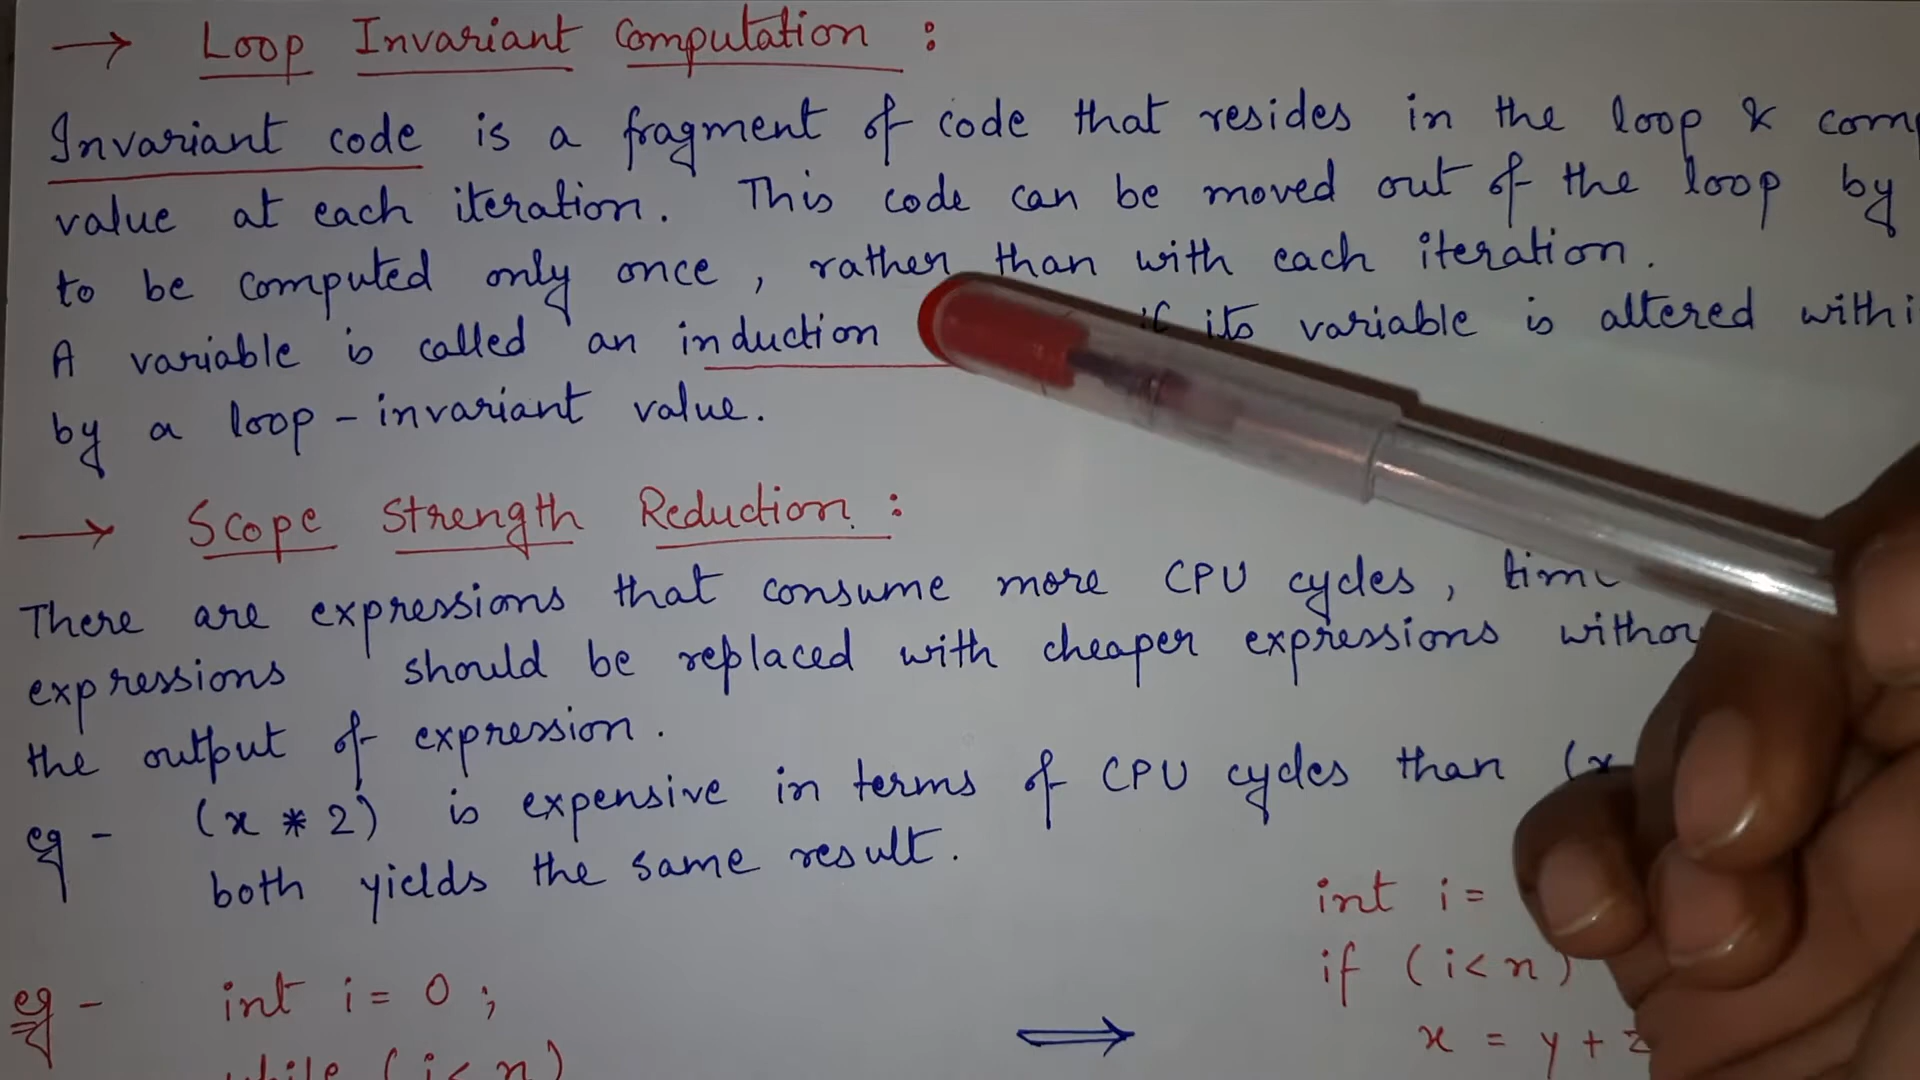 → Loop Invariant Computation :
Invariant code is a fragment of code that resides in the loop &
value at each iteration. This code can be moved out of the loop by
to be computed only once, rather than with each iteration.
A variable is called an induction if its variable is altered
by a loop-invariant value.
→ Scope Strength Reduction :
There are expressions that consume more CPU cycles,
expressions should be replaced with cheaper expressions
the output of expression.
eg - (x * 2) is expensive in terms of CPU cycles than (x
both yields the same result.
int i =
if (i<n)
eg - int i = 0 ;
⟹ x = y + z
while (i < n)